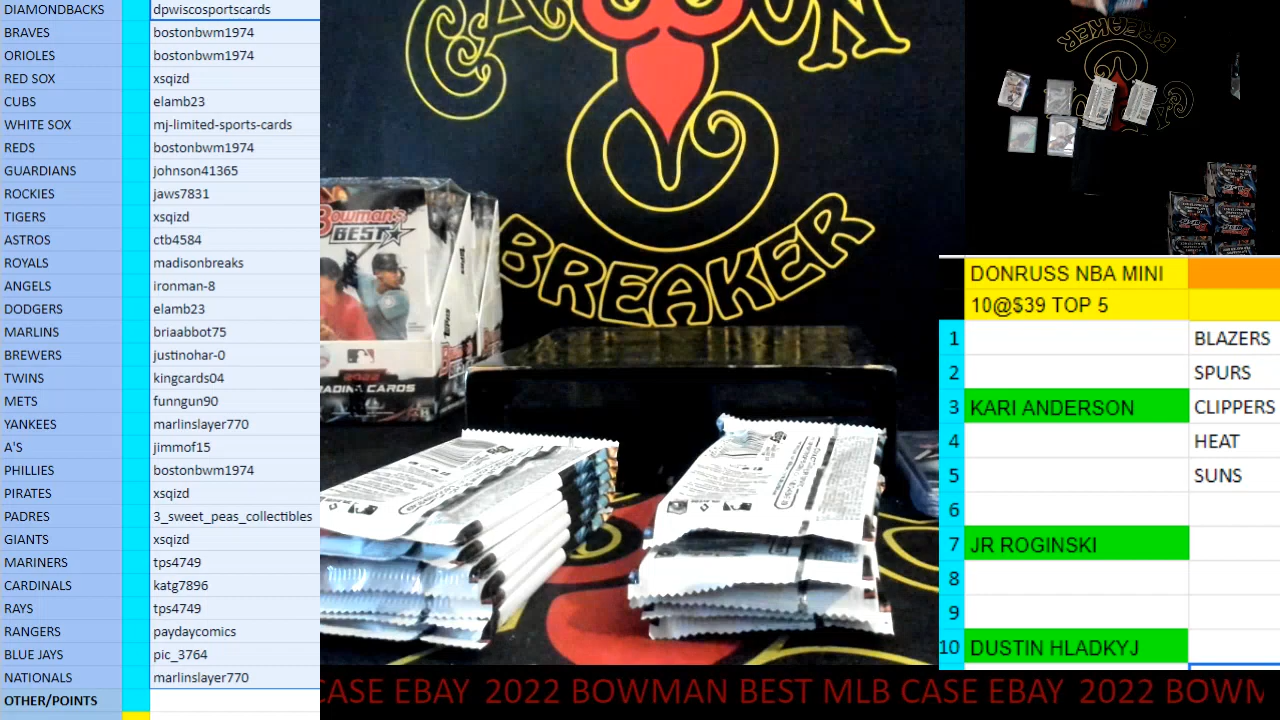 DIAMONDBACKS dpwiscosportscards
BRAVES bostonbwm1974
ORIOLES bostonbwm1974
RED SOX xsqizd
CUBS elamb23
WHITE SOX mj-limited-sports-cards
REDS bostonbwm1974
GUARDIANS johnson41365
ROCKIES jaws7831
TIGERS xsqizd
ASTROS ctb4584
ROYALS madisonbreaks
ANGELS ironman-8
DODGERS elamb23
MARLINS briaabbot75
BREWERS justinohar-0
TWINS kingcards04
METS funngun90
YANKEES marlinslayer770
A'S jimmof15
PHILLIES bostonbwm1974
PIRATES xsqizd
PADRES 3_sweet_peas_collectibles
GIANTS xsqizd
MARINERS tps4749
CARDINALS katg7896
RAYS tps4749
RANGERS paydaycomics
BLUE JAYS pic_3764
NATIONALS marlinslayer770
OTHER/POINTS
BREAKER
Bowman's
BEST
2022
TRADING CARDS
BREAKER
DONRUSS NBA MINI
10@$39 TOP 5
1 BLAZERS
2 SPURS
3 KARI ANDERSON CLIPPERS
4 HEAT
5 SUNS
6
7 JR ROGINSKI
8
9
10 DUSTIN HLADKYJ
CASE EBAY 2022 BOWMAN BEST MLB CASE EBAY 2022 BOWM